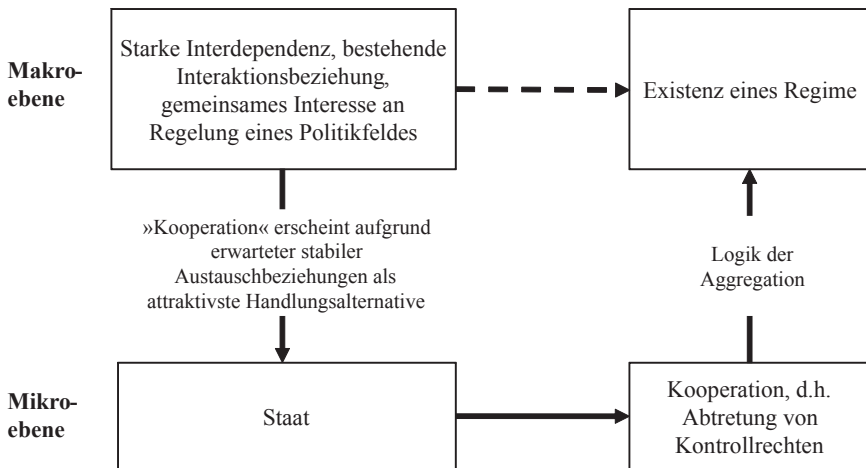 Makro-
ebene
Starke Interdependenz, bestehende
Interaktionsbeziehung,
gemeinsames Interesse an
Regelung eines Politikfeldes
Existenz eines Regime
»Kooperation« erscheint aufgrund
erwarteter stabiler
Austauschbeziehungen als
attraktivste Handlungsalternative
Logik der
Aggregation
Mikro-
ebene
Staat
Kooperation, d.h.
Abtretung von
Kontrollrechten